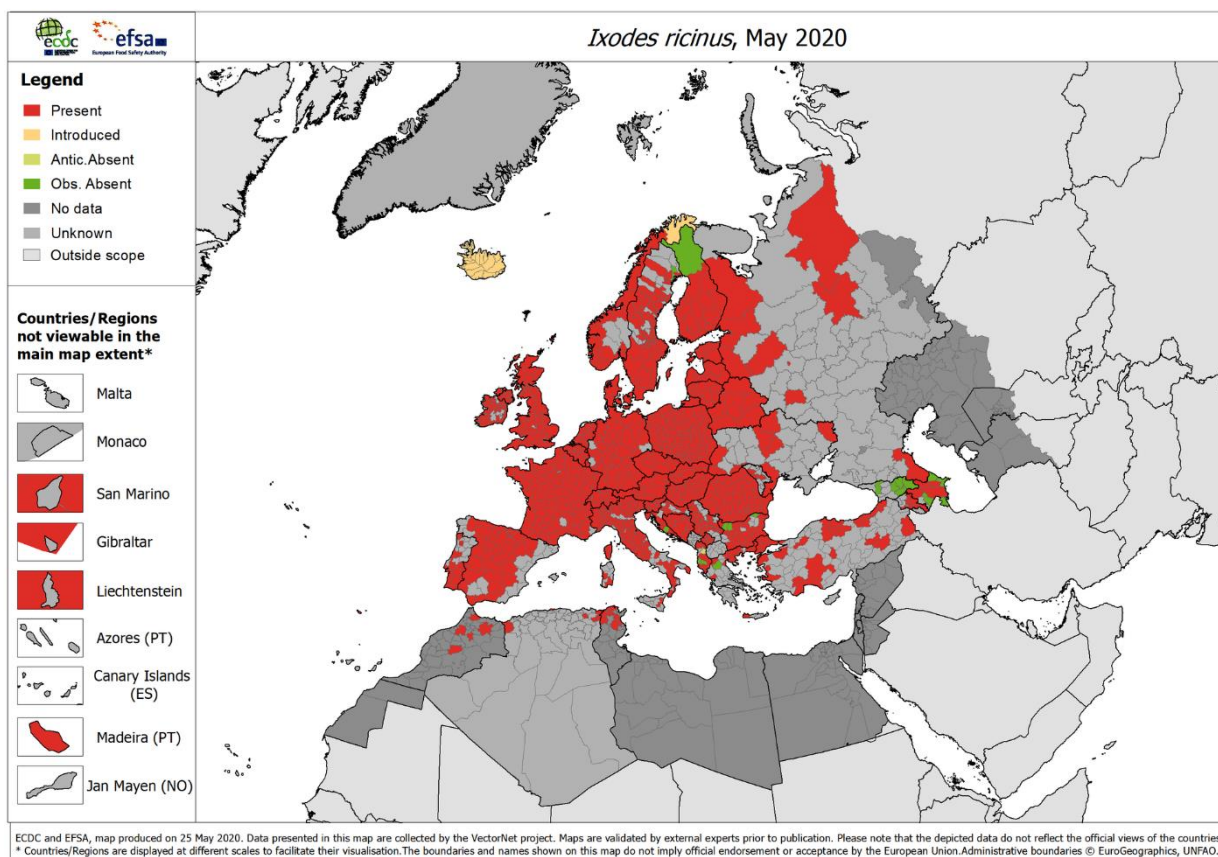 ecdc
efsa
European Food Safety Authority
Ixodes ricinus, May 2020
Legend
Present
Introduced
Antic.Absent
Obs. Absent
No data
Unknown
Outside scope
Countries/Regions
not viewable in the
main map extent*
Malta
Monaco
San Marino
Gibraltar
Liechtenstein
Azores (PT)
Canary Islands
(ES)
Madeira (PT)
Jan Mayen (NO)
ECDC and EFSA, map produced on 25 May 2020. Data presented in this map are collected by the VectorNet project. Maps are validated by external experts prior to publication. Please note that the depicted data do not reflect the official views of the countries
* Countries/Regions are displayed at different scales to facilitate their visualisation.The boundaries and names shown on this map do not imply official endorsement or acceptance by the European Union.Administrative boundaries © EuroGeographics, UNFAO.